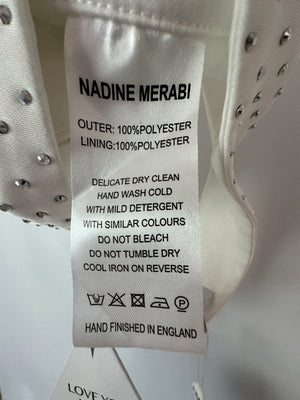 NADINE MERABI
OUTER: 100%POLYESTER
LINING:100%POLYESTER
DELICATE DRY CLEAN
HAND WASH COLD
WITH MILD DETERGENT
WITH SIMILAR COLOURS
DO NOT BLEACH
DO NOT TUMBLE DRY
COOL IRON ON REVERSE
P
HAND FINISHED IN ENGLAND
LOVE